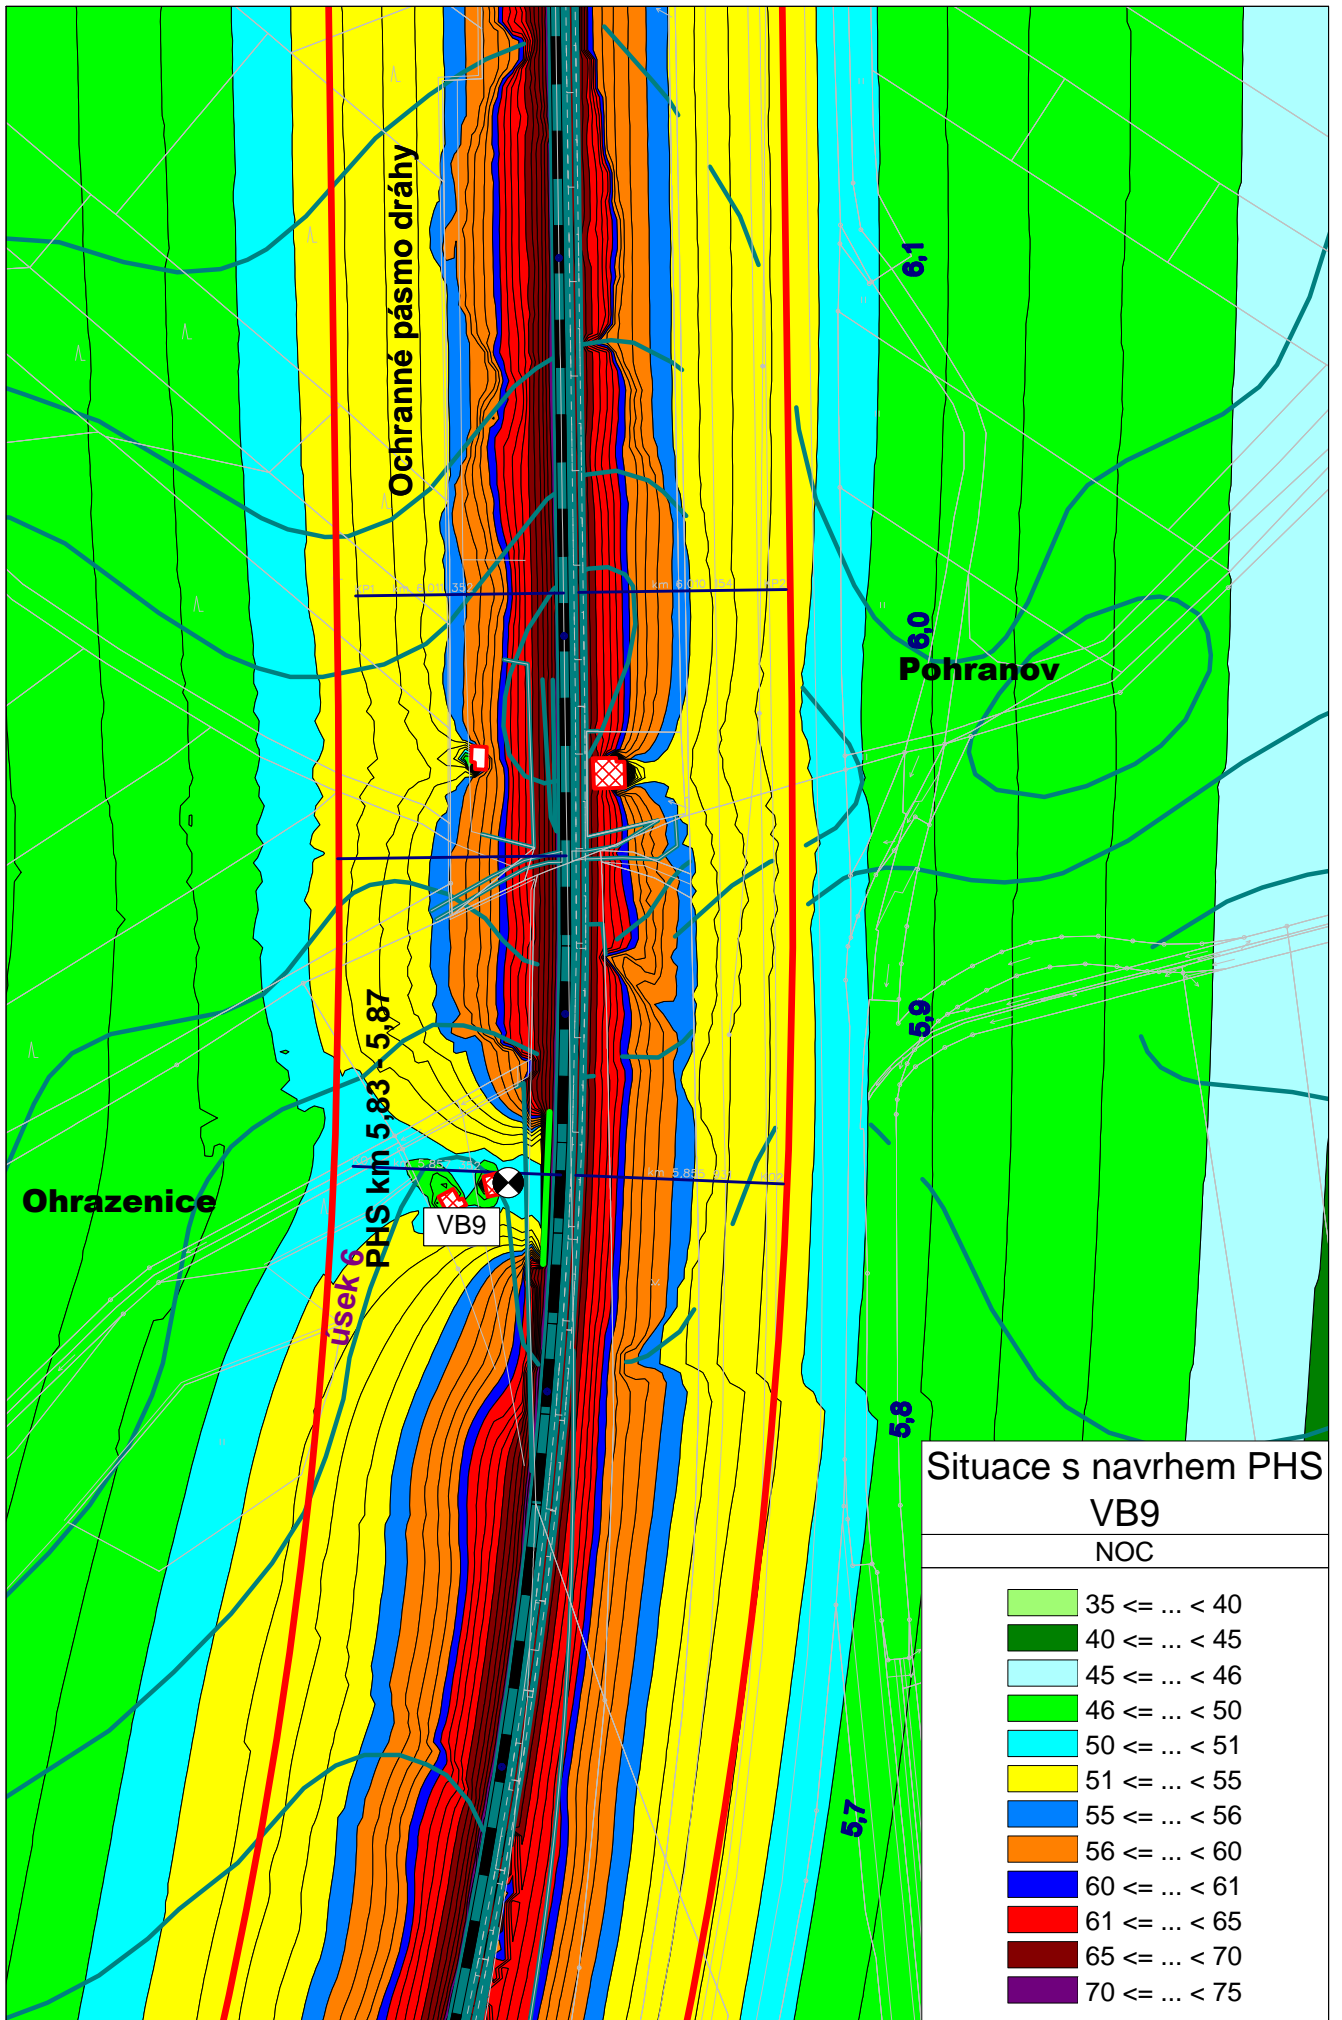 Ochranné pásmo dráhy
6,1
6,0
Pohranov
5,9
PHS km 5,83 - 5,87
Ohrazenice
VB9
úsek 6
5,8
5,7
Situace s navrhem PHS
VB9
NOC
35 <= ... < 40
40 <= ... < 45
45 <= ... < 46
46 <= ... < 50
50 <= ... < 51
51 <= ... < 55
55 <= ... < 56
56 <= ... < 60
60 <= ... < 61
61 <= ... < 65
65 <= ... < 70
70 <= ... < 75